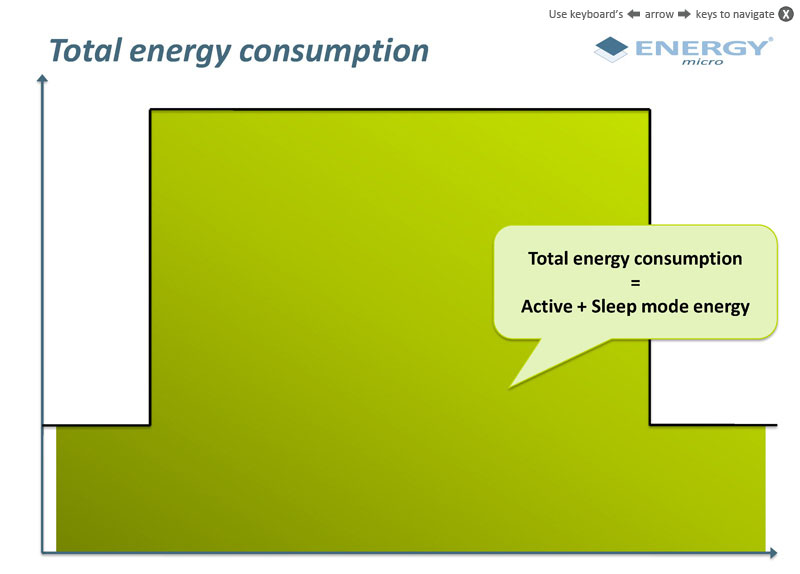 Use keyboard's arrow keys to navigate X
Total energy consumption
ENERGY®
micro
Total energy consumption
=
Active + Sleep mode energy